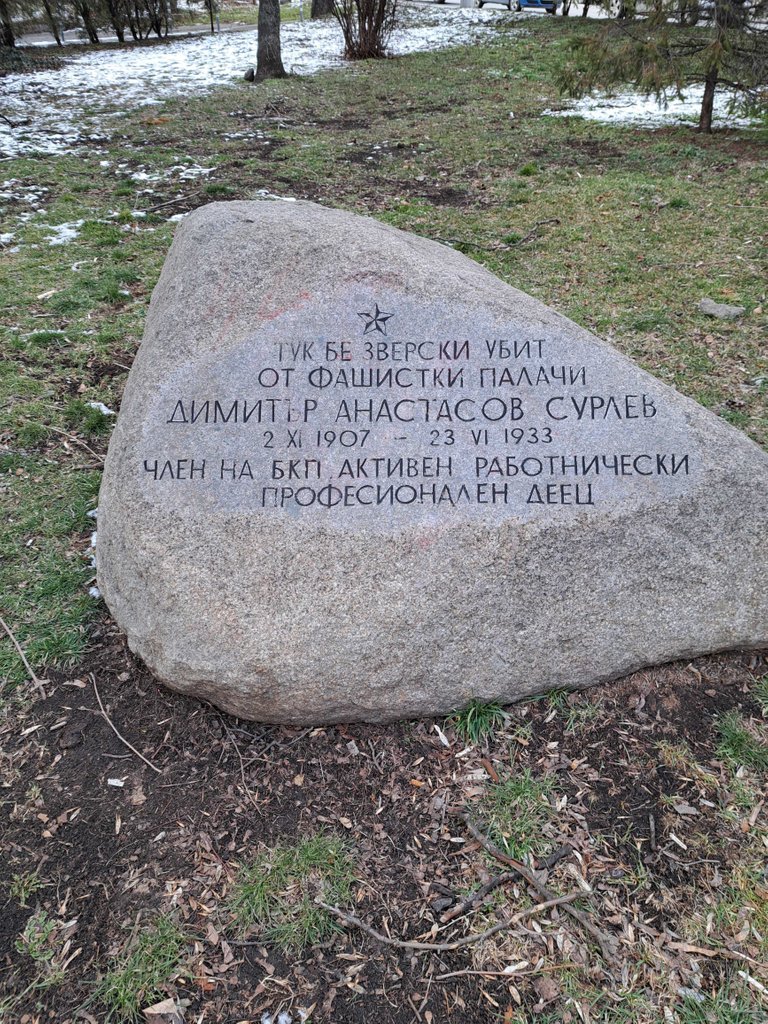 ТУК БЕ ЗВЕРСКИ УБИТ
ОТ ФАШИСТКИ ПАЛАЧИ
ДИМИТЪР АНАСТАСОВ СУРЛЕВ
2 XI 1907 – 23 VI 1933
ЧЛЕН НА БКП АКТИВЕН РАБОТНИЧЕСКИ
ПРОФЕСИОНАЛЕН ДЕЕЦ